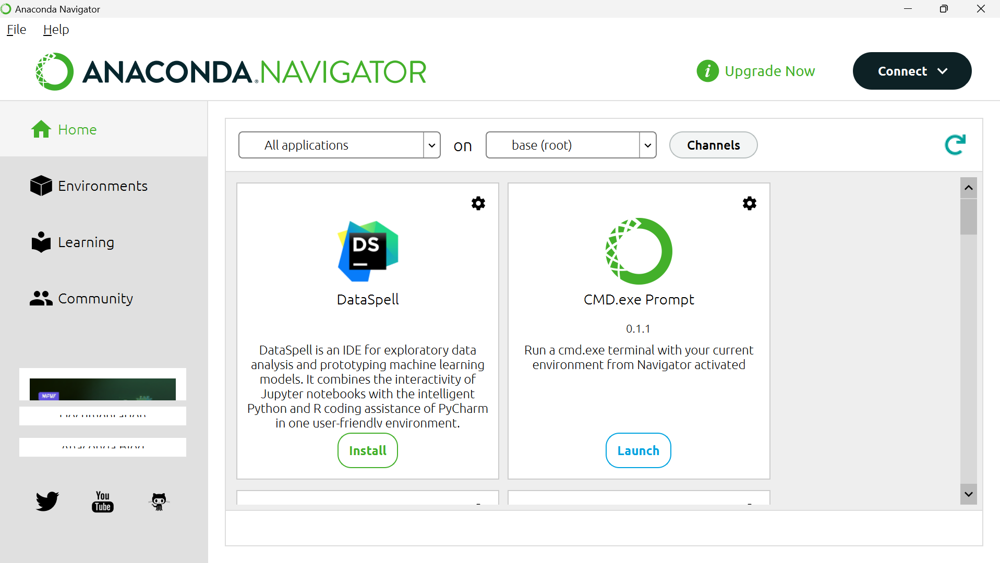 Anaconda Navigator
File Help
ANACONDA.NAVIGATOR
Upgrade Now
Connect
Home
Environments
Learning
Community
NEW
Documentation
Anaconda Blog
You
Tube
All applications on base (root) Channels
DS
DataSpell
DataSpell is an IDE for exploratory data
analysis and prototyping machine learning
models. It combines the interactivity of
Jupyter notebooks with the intelligent
Python and R coding assistance of PyCharm
in one user-friendly environment.
Install
CMD.exe Prompt
0.1.1
Run a cmd.exe terminal with your current
environment from Navigator activated
Launch